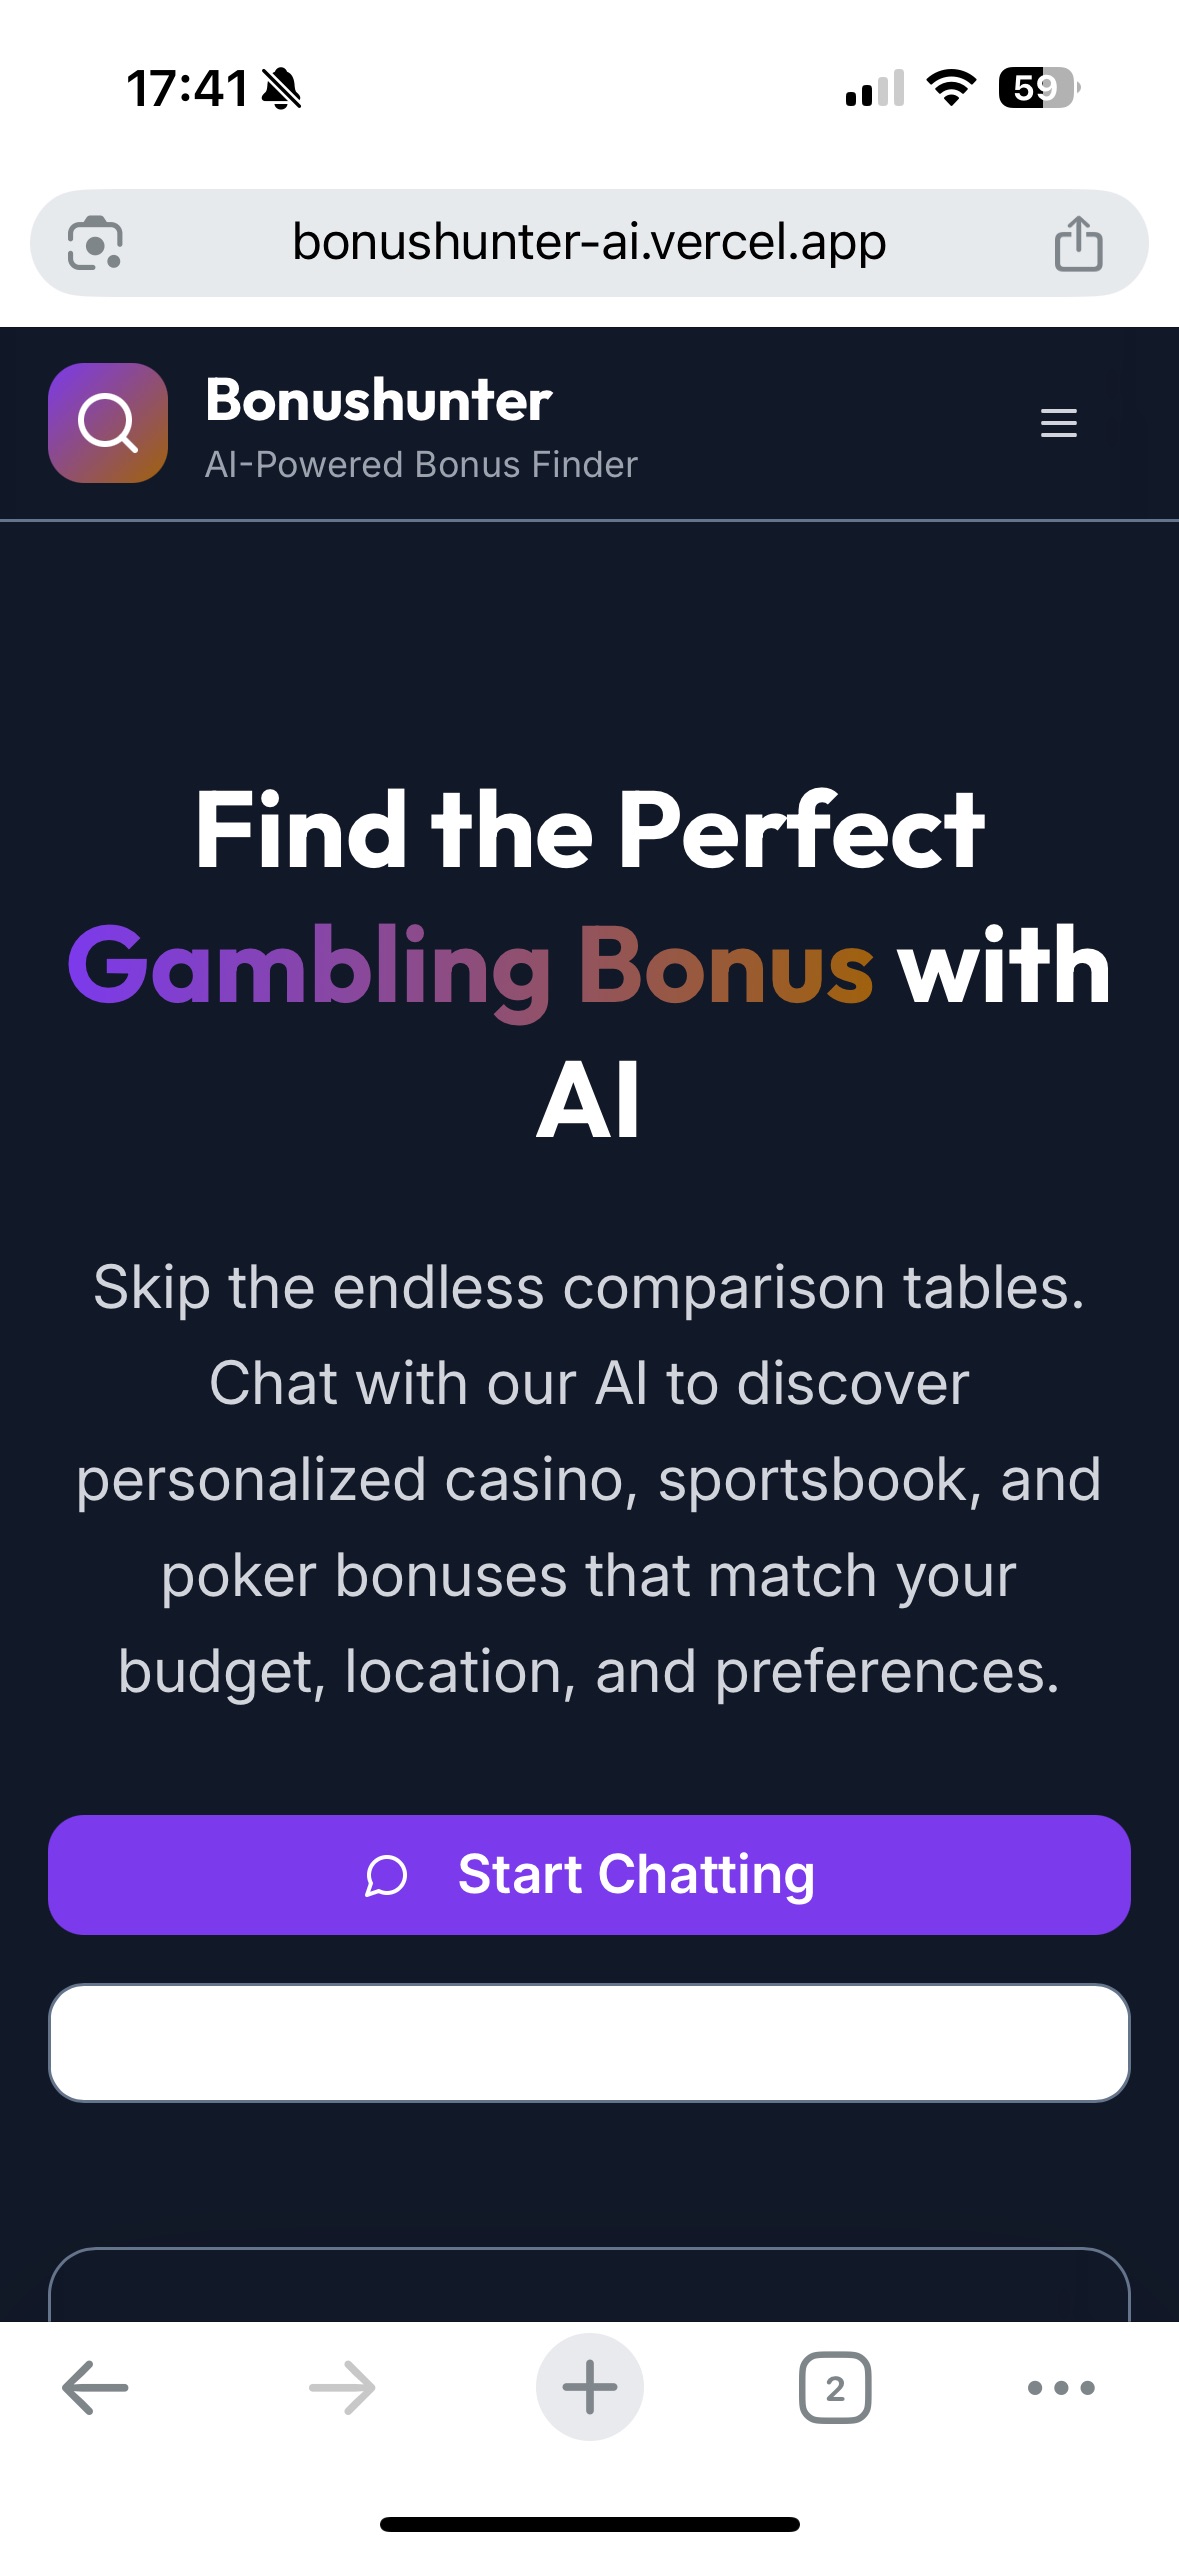 17:41
59
bonushunter-ai.vercel.app
Bonushunter
AI-Powered Bonus Finder
Find the Perfect
Gambling Bonus with
AI
Skip the endless comparison tables.
Chat with our AI to discover
personalized casino, sportsbook, and
poker bonuses that match your
budget, location, and preferences.
Start Chatting
2